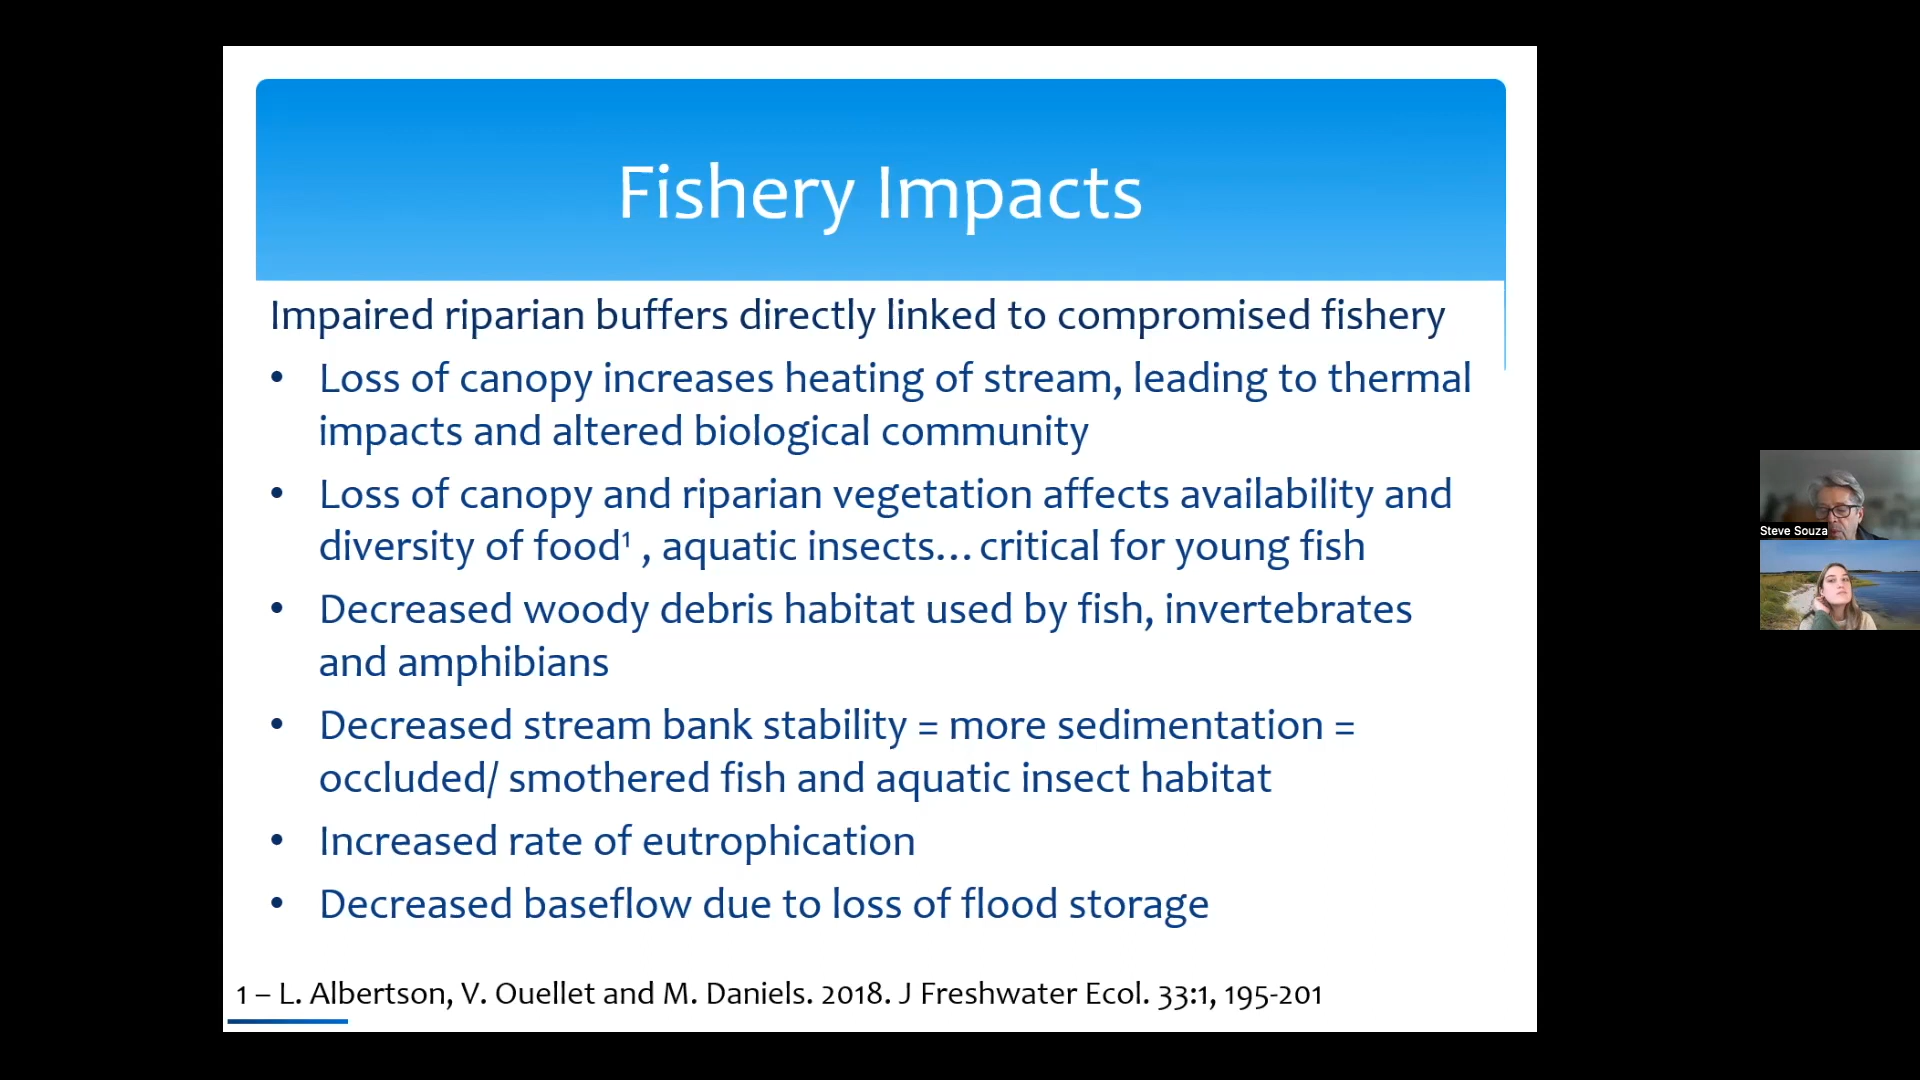 Fishery Impacts
Impaired riparian buffers directly linked to compromised fishery
• Loss of canopy increases heating of stream, leading to thermal
impacts and altered biological community
• Loss of canopy and riparian vegetation affects availability and
diversity of food¹ , aquatic insects... critical for young fish
• Decreased woody debris habitat used by fish, invertebrates
and amphibians
• Decreased stream bank stability = more sedimentation =
occluded/ smothered fish and aquatic insect habitat
• Increased rate of eutrophication
• Decreased baseflow due to loss of flood storage
1 – L. Albertson, V. Ouellet and M. Daniels. 2018. J Freshwater Ecol. 33:1, 195-201
Steve Souza